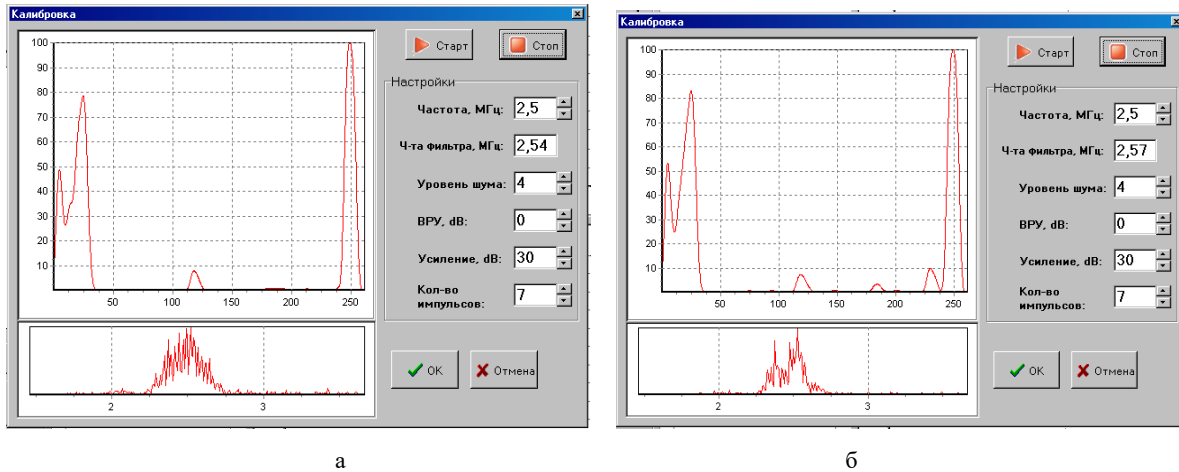 Калибровка
100
90
80
70
60
50
40
30
20
10
50 100 150 200 250
2 3
Старт Стоп
Настройки
Частота, МГц: 2,5
Ч-та фильтра, МГц: 2,54
Уровень шума: 4
ВРУ, dB: 0
Усиление, dB: 30
Кол-во
импульсов: 7
OK Отмена
а
Калибровка
100
90
80
70
60
50
40
30
20
10
50 100 150 200 250
2 3
Старт Стоп
Настройки
Частота, МГц: 2,5
Ч-та фильтра, МГц: 2,57
Уровень шума: 4
ВРУ, dB: 0
Усиление, dB: 30
Кол-во
импульсов: 7
OK Отмена
б